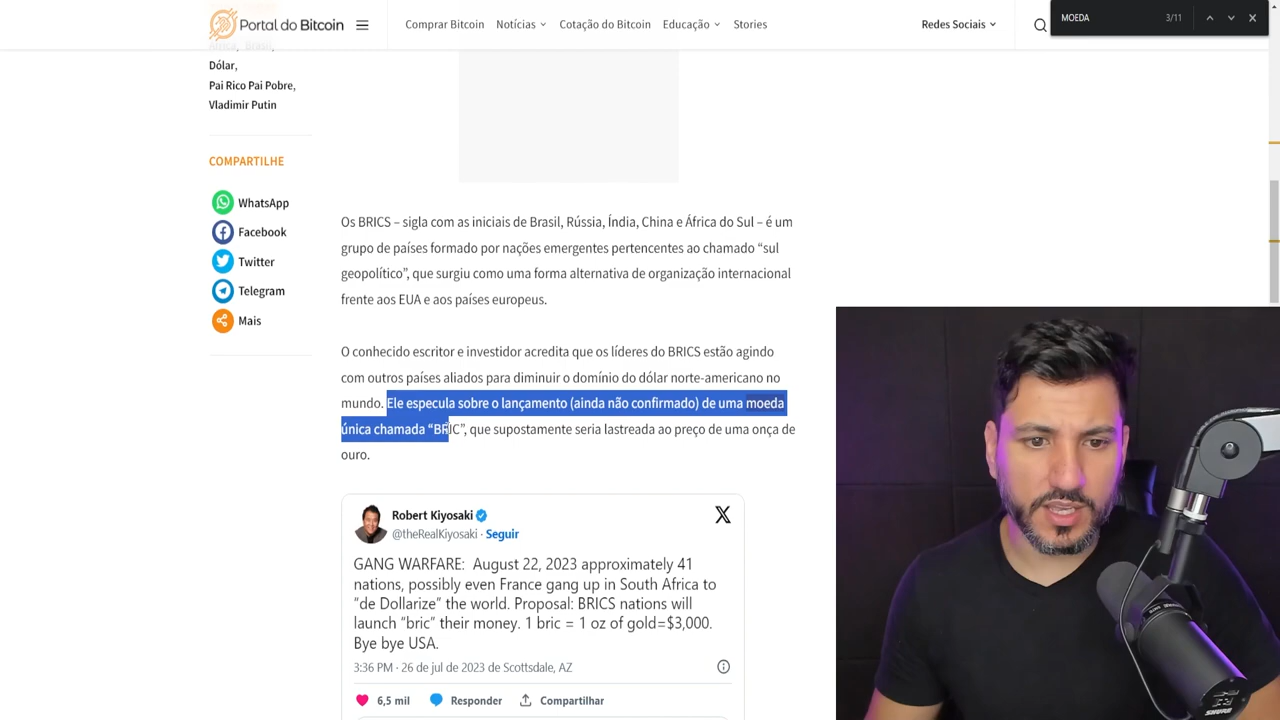 Portal do Bitcoin
Comprar Bitcoin
Notícias
Cotação do Bitcoin
Educação
Stories
Redes Sociais
MOEDA
3/11
África, Brasil,
Dólar,
Pai Rico Pai Pobre,
Vladimir Putin
COMPARTILHE
WhatsApp
Facebook
Twitter
Telegram
Mais
Os BRICS – sigla com as iniciais de Brasil, Rússia, Índia, China e África do Sul – é um
grupo de países formado por nações emergentes pertencentes ao chamado “sul
geopolítico”, que surgiu como uma forma alternativa de organização internacional
frente aos EUA e aos países europeus.
O conhecido escritor e investidor acredita que os líderes do BRICS estão agindo
com outros países aliados para diminuir o domínio do dólar norte-americano no
mundo. Ele especula sobre o lançamento (ainda não confirmado) de uma moeda
única chamada “BRIC”, que supostamente seria lastreada ao preço de uma onça de
ouro.
Robert Kiyosaki
@theRealKiyosaki · Seguir
GANG WARFARE: August 22, 2023 approximately 41
nations, possibly even France gang up in South Africa to
“de Dollarize” the world. Proposal: BRICS nations will
launch “bric” their money. 1 bric = 1 oz of gold=$3,000.
Bye bye USA.
3:36 PM · 26 de jul de 2023 de Scottsdale, AZ
6,5 mil
Responder
Compartilhar
SHURE